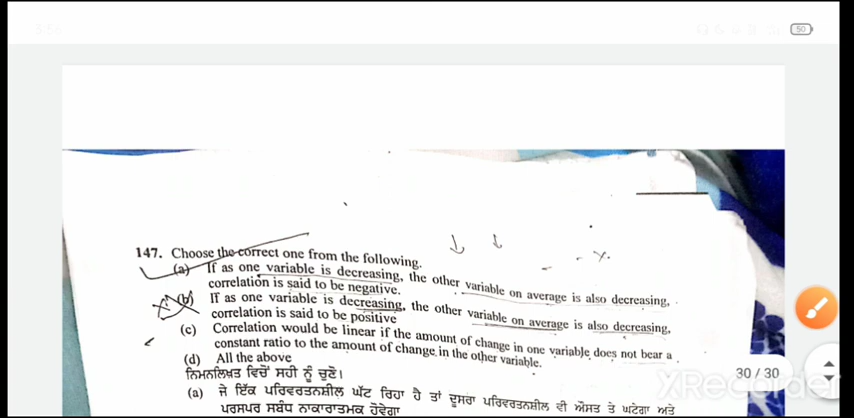 5:54
50
147. Choose the correct one from the following.
(a) If as one variable is decreasing, the other variable on average is also decreasing,
correlation is said to be negative.
(b) If as one variable is decreasing, the other variable on average is also decreasing,
correlation is said to be positive
(c) Correlation would be linear if the amount of change in one variable does not bear a
constant ratio to the amount of change in the other variable.
(d) All the above
ਨਿਮਨਲਿਖਤ ਵਿਚੋਂ ਸਹੀ ਨੂੰ ਚੁਣੋ।
(a) ਜੇ ਇੱਕ ਪਰਿਵਰਤਨਸ਼ੀਲ ਘੱਟ ਰਿਹਾ ਹੈ ਤਾਂ ਦੂਸਰਾ ਪਰਿਵਰਤਨਸ਼ੀਲ ਵੀ ਔਸਤ ਤੇ ਘਟੇਗਾ ਅਤੇ
ਪਰਸਪਰ ਸਬੰਧ ਨਾਕਾਰਾਤਮਕ ਹੋਵੇਗਾ
30 / 30
XRecorder